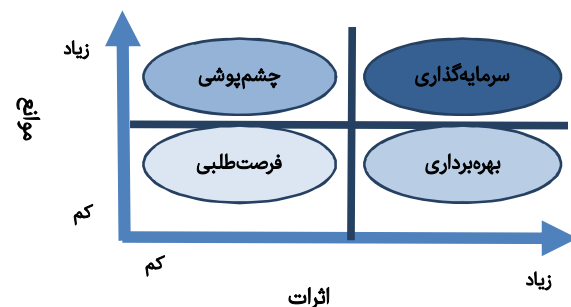 زیاد
سرمایه‌گذاری
چشم‌پوشی
موانع
بهره‌برداری
فرصت‌طلبی
کم
کم
زیاد
اثرات